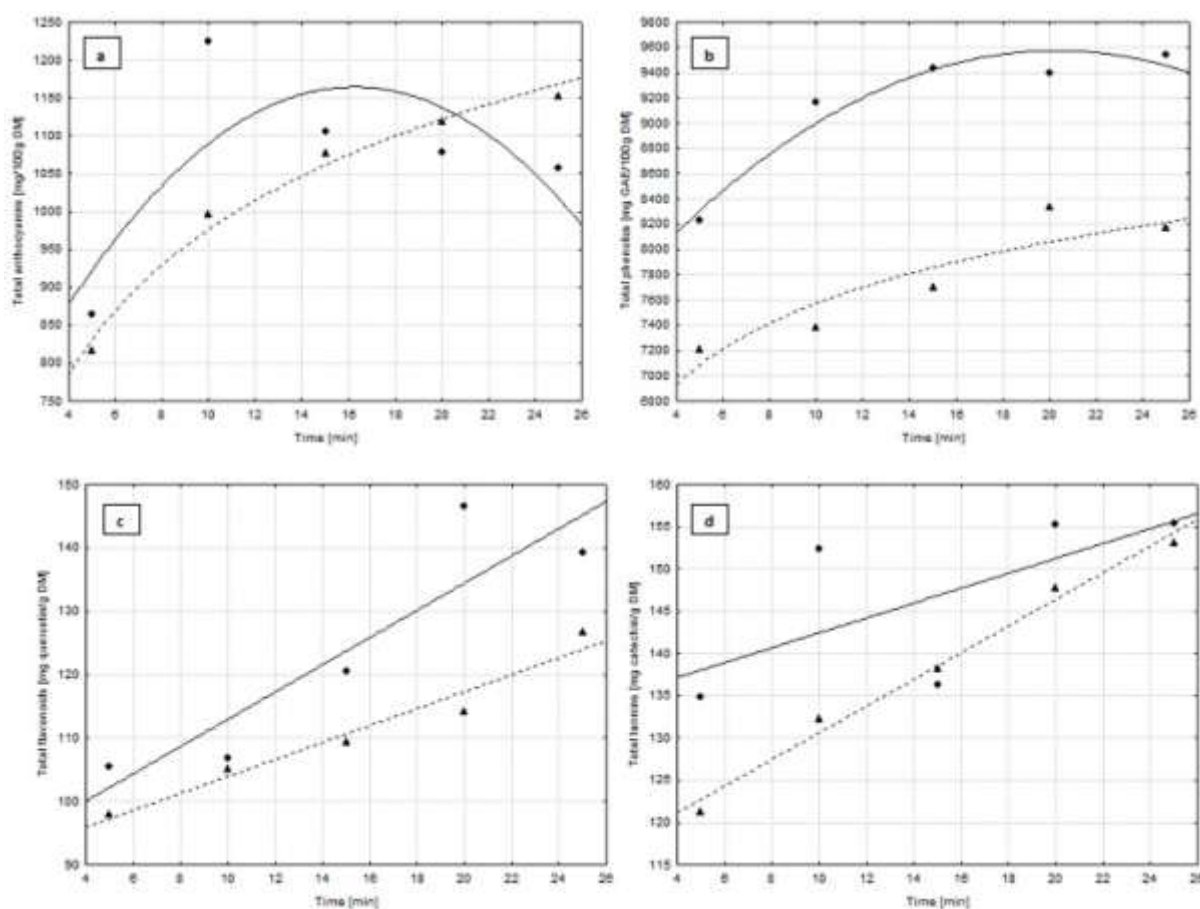 a
Total anthocyanins [mg/100g DM]
1250
1200
1150
1100
1050
1000
950
900
850
800
750
4 6 8 10 12 14 16 18 20 22 24 26
Time [min]
b
Total phenolics [mg GAE/100g DM]
9800
9600
9400
9200
9000
8800
8600
8400
8200
8000
7800
7600
7400
7200
7000
6800
4 6 8 10 12 14 16 18 20 22 24 26
Time [min]
c
Total flavonoids [mg quercetin/g DM]
150
140
130
120
110
100
90
4 6 8 10 12 14 16 18 20 22 24 26
Time [min]
d
Total tannins [mg catechin/g DM]
160
155
150
145
140
135
130
125
120
115
4 6 8 10 12 14 16 18 20 22 24 26
Time [min]